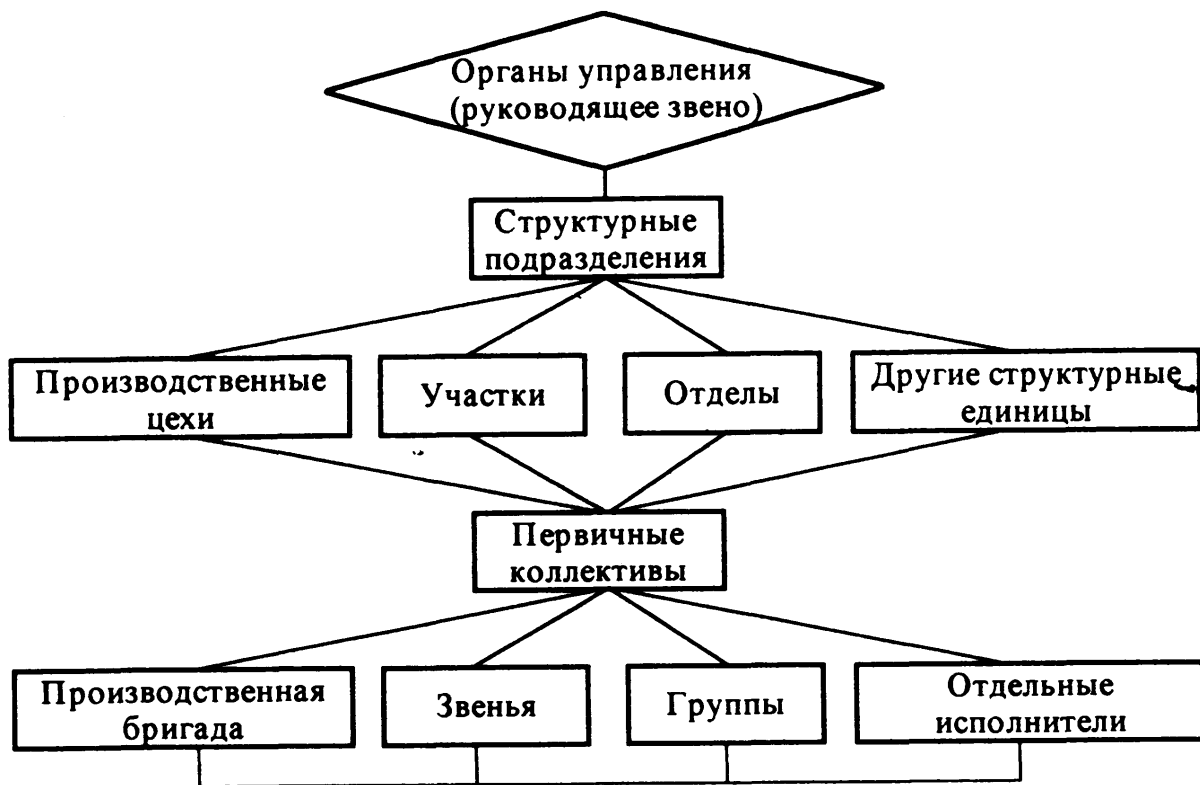 Органы управления
(руководящее звено)
Структурные
подразделения
Производственные
цехи
Участки
Отделы
Другие структурные
единицы
Первичные
коллективы
Производственная
бригада
Звенья
Группы
Отдельные
исполнители